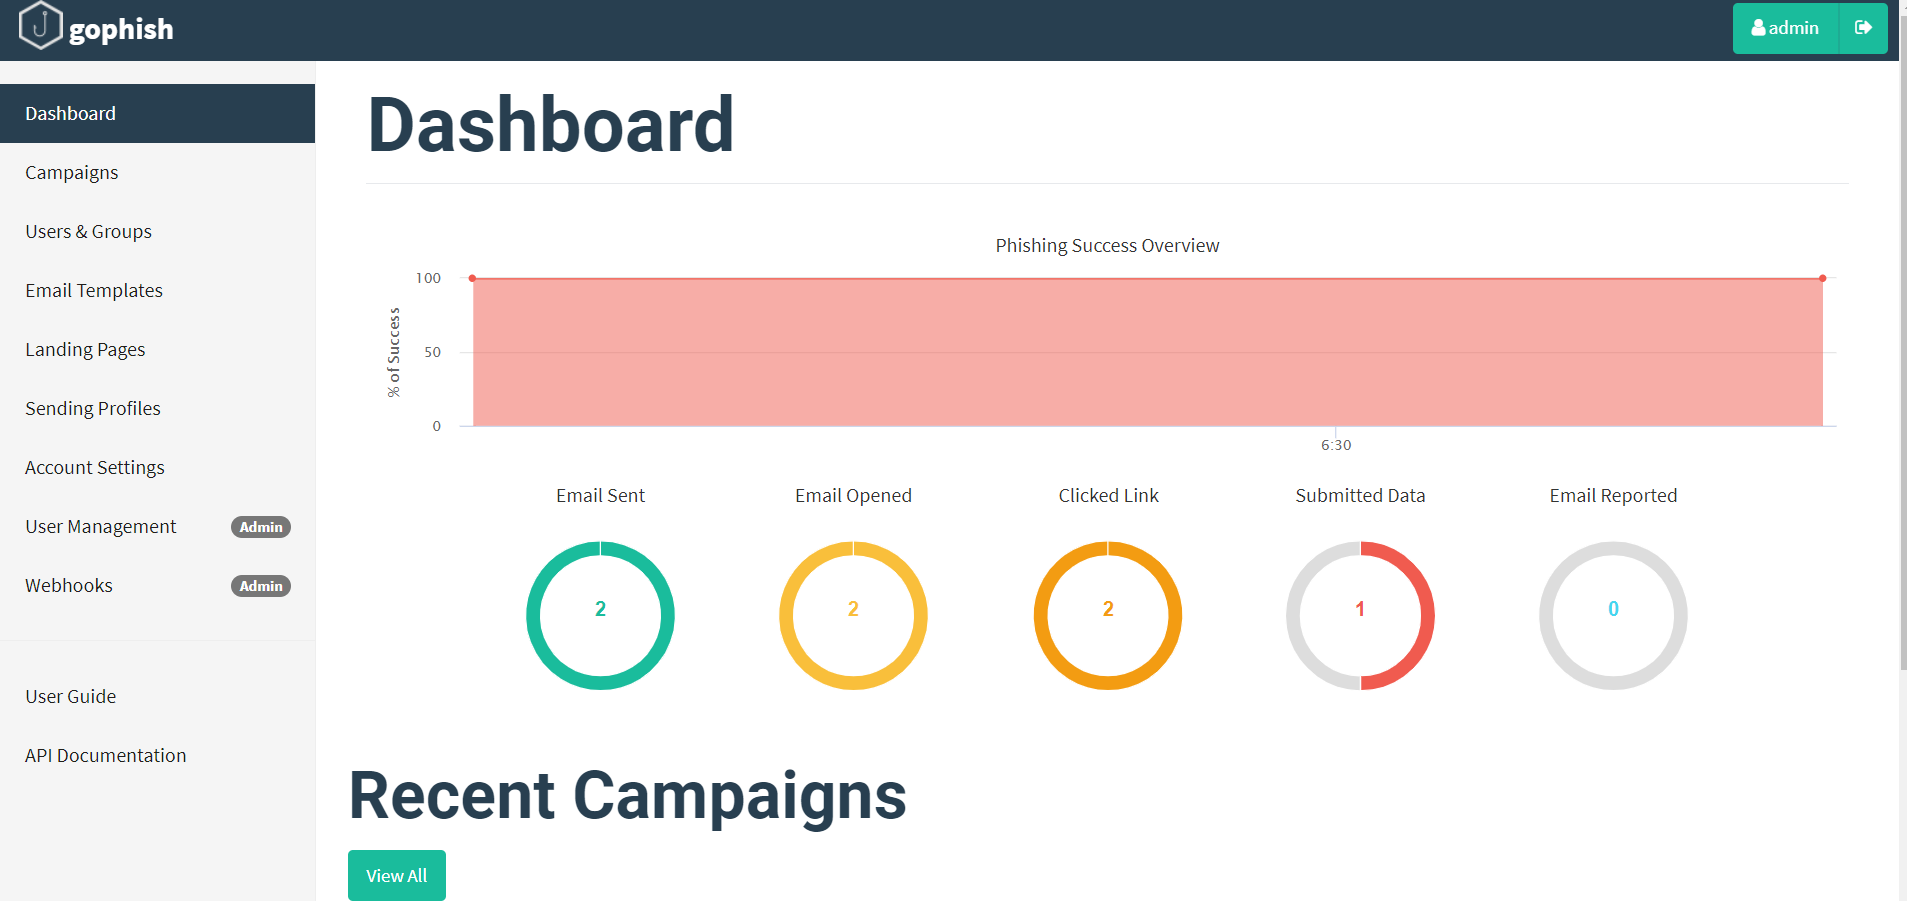 gophish
admin
Dashboard
Campaigns
Users & Groups
Email Templates
Landing Pages
Sending Profiles
Account Settings
User Management Admin
Webhooks Admin
User Guide
API Documentation
Dashboard
Phishing Success Overview
% of Success
100
50
0
6:30
Email Sent
2
Email Opened
2
Clicked Link
2
Submitted Data
1
Email Reported
0
Recent Campaigns
View All